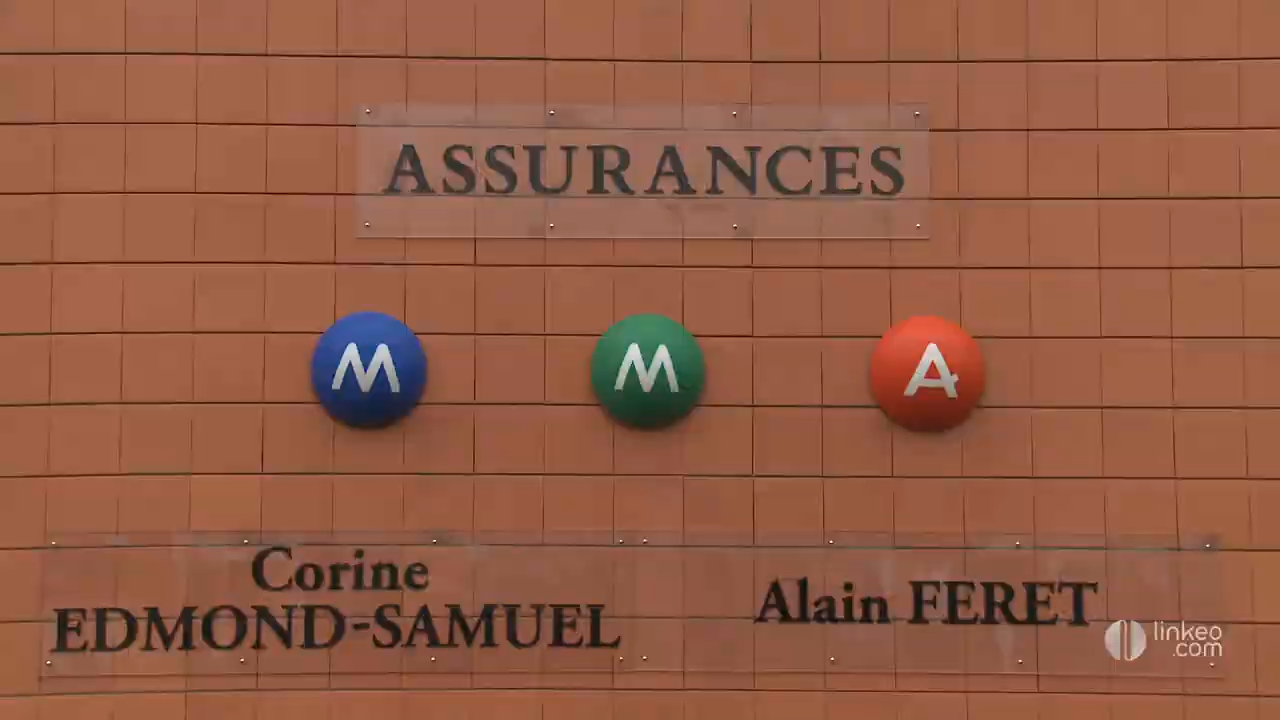 ASSURANCES
M M A
Corine
EDMOND-SAMUEL
Alain FERET
linkeo
.com